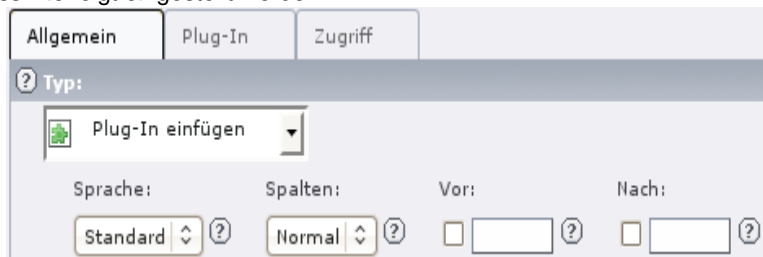 Allgemein Plug-In Zugriff
? Typ:
Plug-In einfügen
Sprache: Spalten: Vor: Nach:
Standard ? Normal ? ? ?